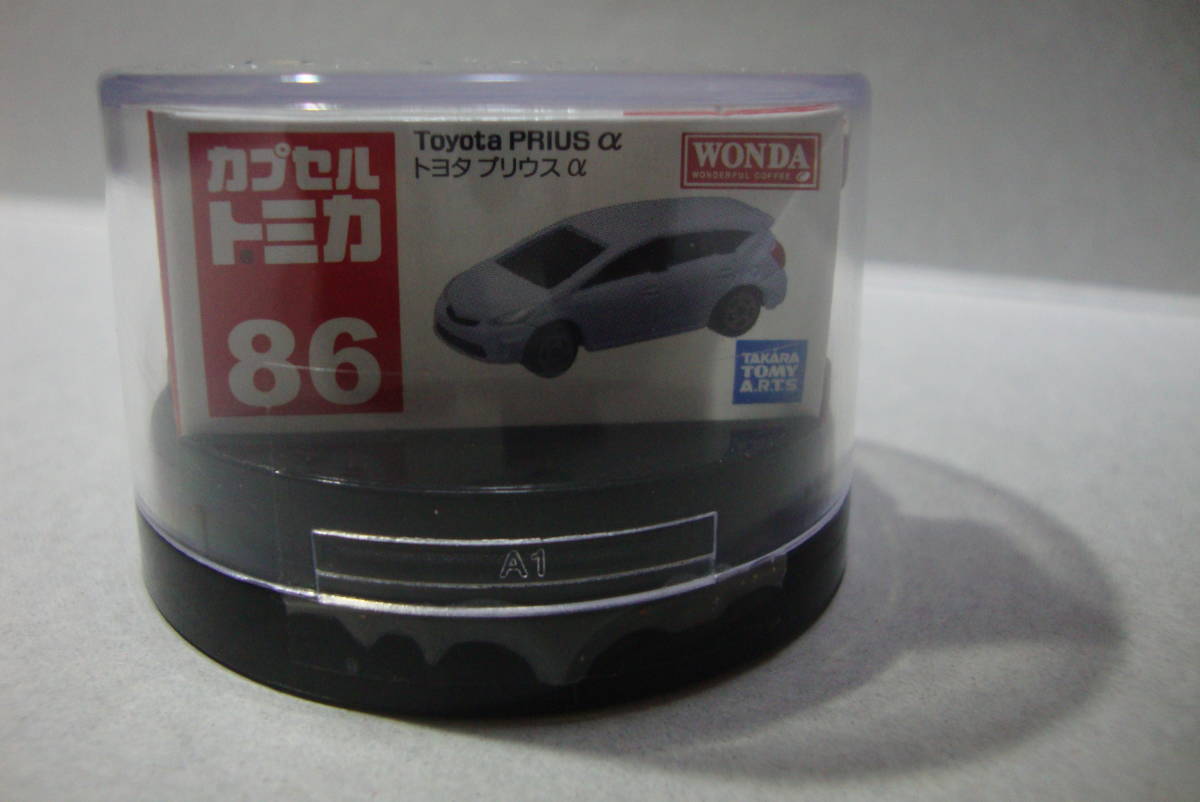 カプセル
トミカ
86
Toyota PRIUS α
トヨタ プリウス α
WONDA
WONDERFUL COFFEE
TAKARA
TOMY
A.R.T.S
A1